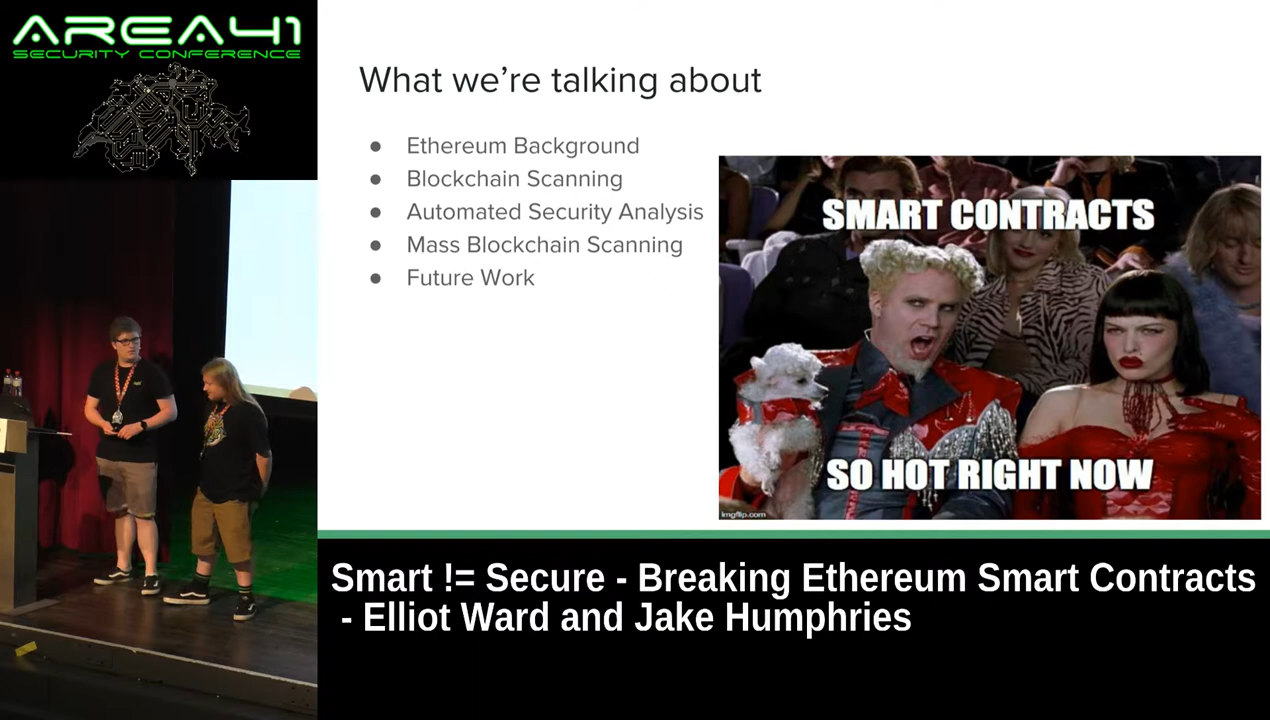 AREA41
SECURITY CONFERENCE
What we're talking about
● Ethereum Background
● Blockchain Scanning
● Automated Security Analysis
● Mass Blockchain Scanning
● Future Work
SMART CONTRACTS
SO HOT RIGHT NOW
imgflip.com
Smart != Secure - Breaking Ethereum Smart Contracts
- Elliot Ward and Jake Humphries